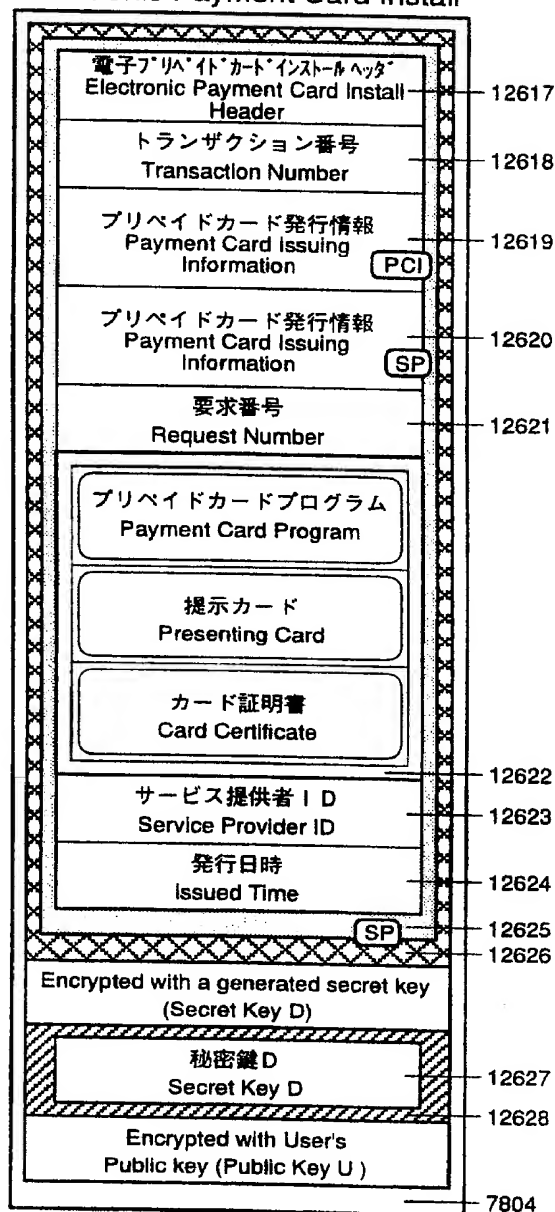 Payment Card Install
電子プリペイドカードインストールヘッダ
Electronic Payment Card Install
Header
12617
トランザクション番号
Transaction Number
12618
プリペイドカード発行情報
Payment Card Issuing
Information
PCI
12619
プリペイドカード発行情報
Payment Card Issuing
Information
SP
12620
要求番号
Request Number
12621
プリペイドカードプログラム
Payment Card Program
提示カード
Presenting Card
カード証明書
Card Certificate
12622
サービス提供者ID
Service Provider ID
12623
発行日時
Issued Time
12624
SP
12625
12626
Encrypted with a generated secret key
(Secret Key D)
秘密鍵D
Secret Key D
12627
12628
Encrypted with User's
Public key (Public Key U )
7804